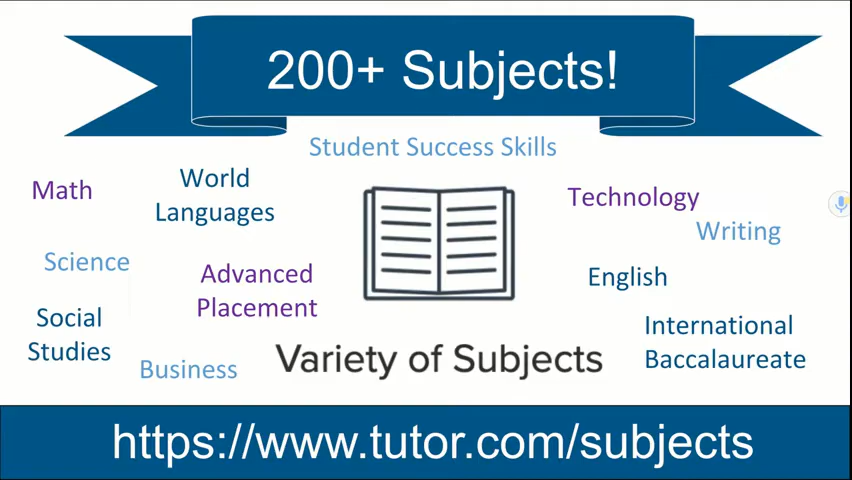 200+ Subjects!
Student Success Skills
Math
World
Languages
Technology
Writing
Science
Advanced
Placement
English
Social
Studies
International
Baccalaureate
Business
Variety of Subjects
https://www.tutor.com/subjects